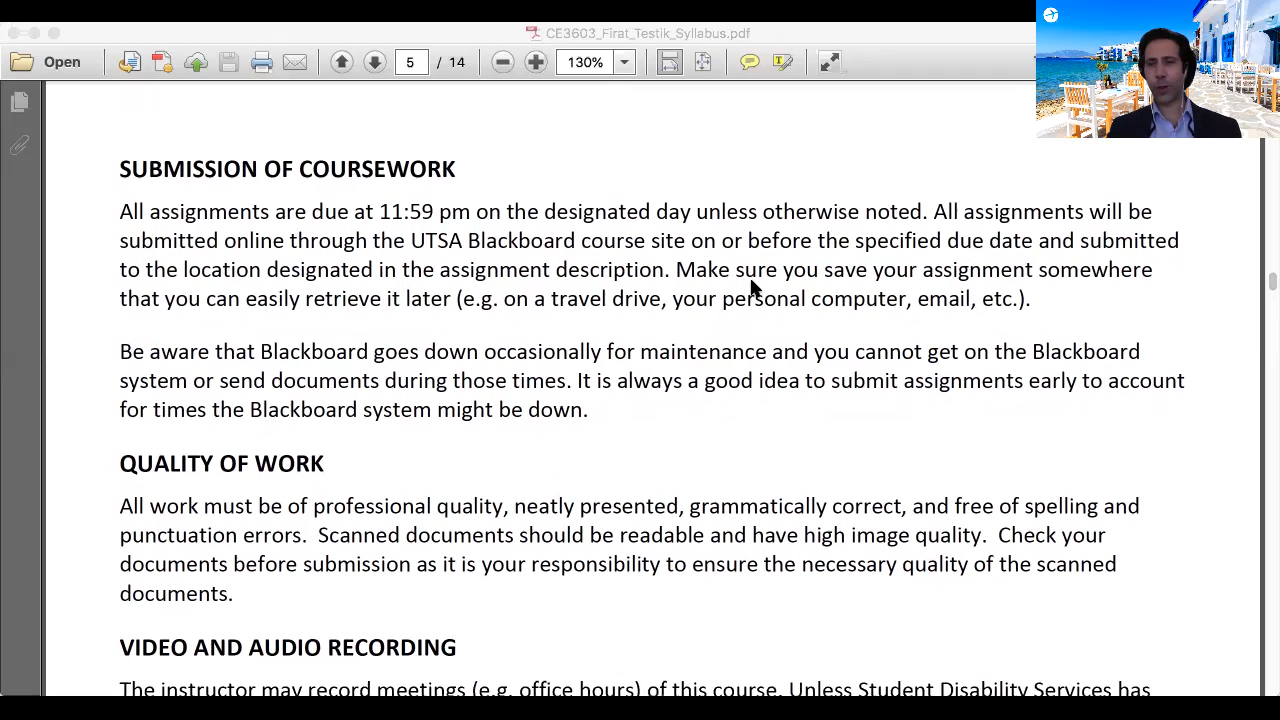 CE3603_Firat_Testik_Syllabus.pdf
Open
5 / 14
130%
SUBMISSION OF COURSEWORK
All assignments are due at 11:59 pm on the designated day unless otherwise noted. All assignments will be
submitted online through the UTSA Blackboard course site on or before the specified due date and submitted
to the location designated in the assignment description. Make sure you save your assignment somewhere
that you can easily retrieve it later (e.g. on a travel drive, your personal computer, email, etc.).
Be aware that Blackboard goes down occasionally for maintenance and you cannot get on the Blackboard
system or send documents during those times. It is always a good idea to submit assignments early to account
for times the Blackboard system might be down.
QUALITY OF WORK
All work must be of professional quality, neatly presented, grammatically correct, and free of spelling and
punctuation errors.  Scanned documents should be readable and have high image quality.  Check your
documents before submission as it is your responsibility to ensure the necessary quality of the scanned
documents.
VIDEO AND AUDIO RECORDING
The instructor may record meetings (e.g. office hours) of this course. Unless Student Disability Services has